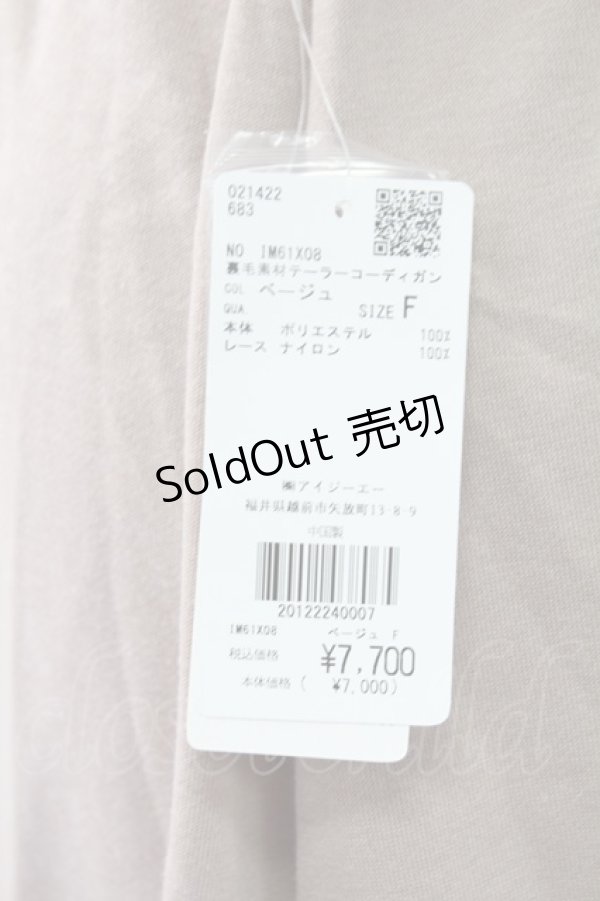 021422
683
NO IM61X08
裏毛素材テーラーコーディガン
COL ベージュ
QUA SIZE F
本体 ポリエステル 100%
レース ナイロン 100%
SoldOut 売切
㈱アイジーエー
福井県越前市矢放町13-8-9
中国製
20122240007
IM61X08 ベージュ F
税込価格 ¥7,700
本体価格( ¥7,000)
closetchild